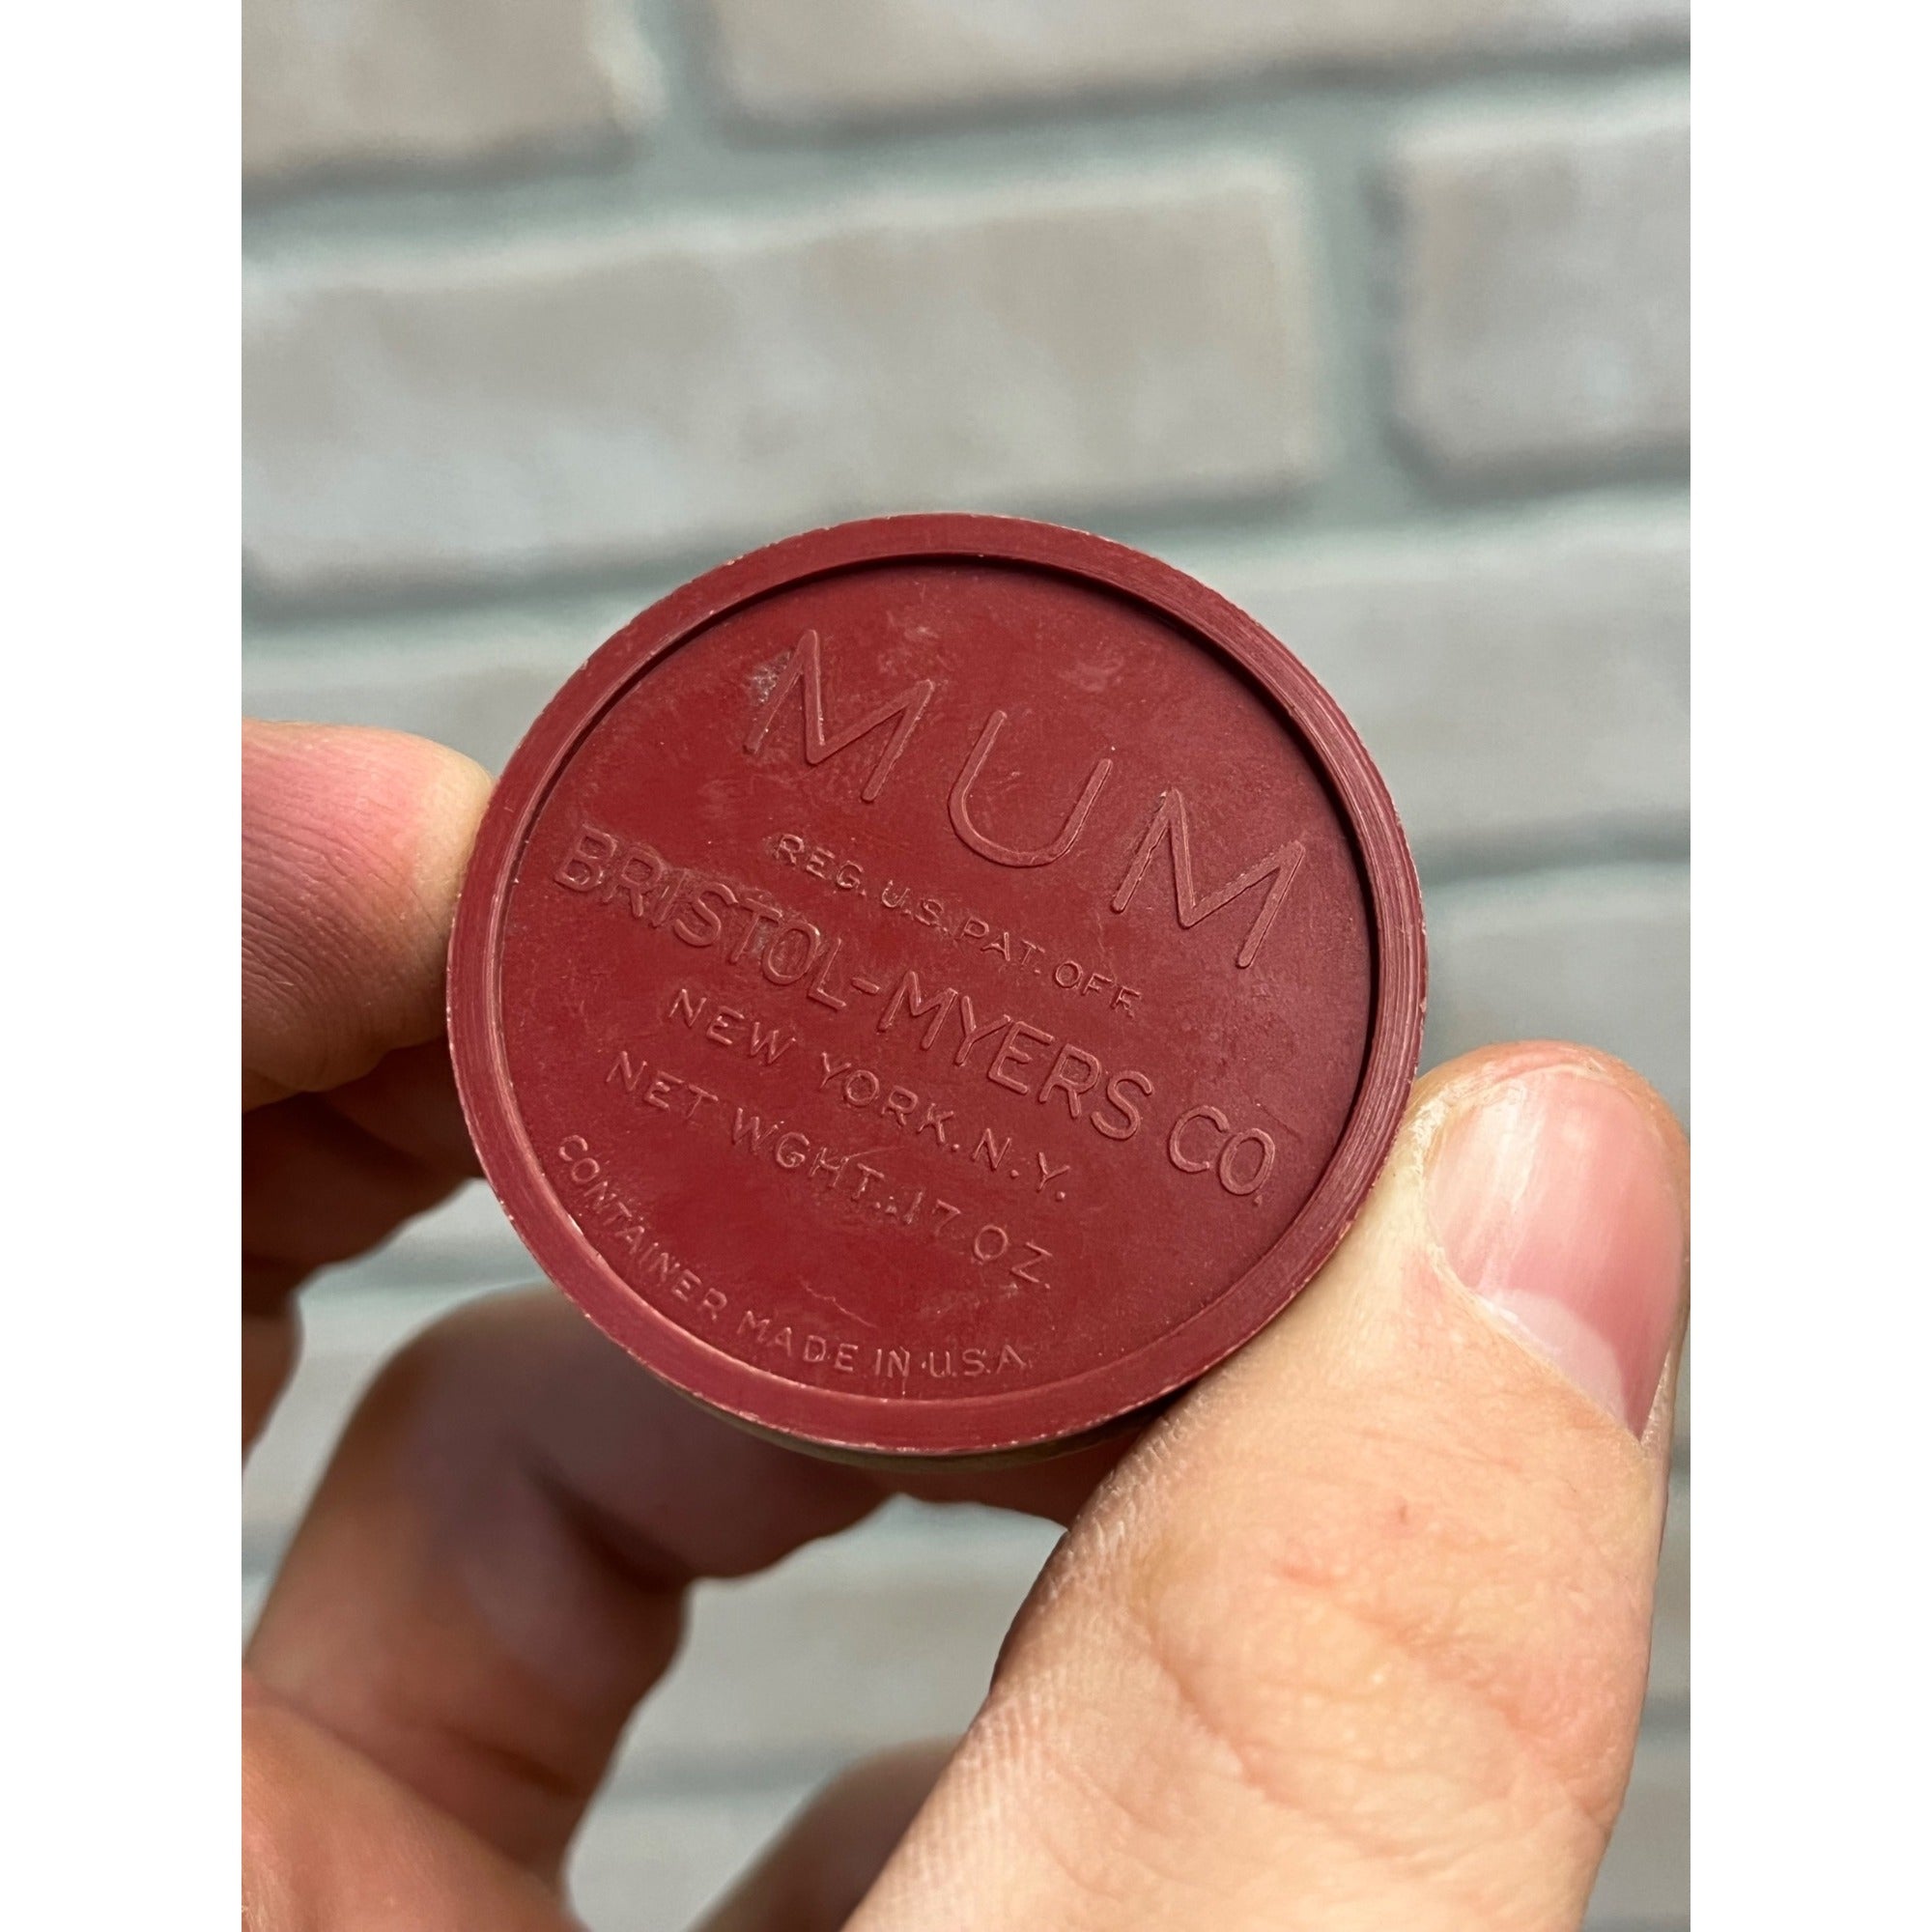 MUM
REG. U.S. PAT. OFF.
BRISTOL-MYERS CO.
NEW YORK. N. Y.
NET WGHT. .17 OZ.
CONTAINER MADE IN U.S.A.